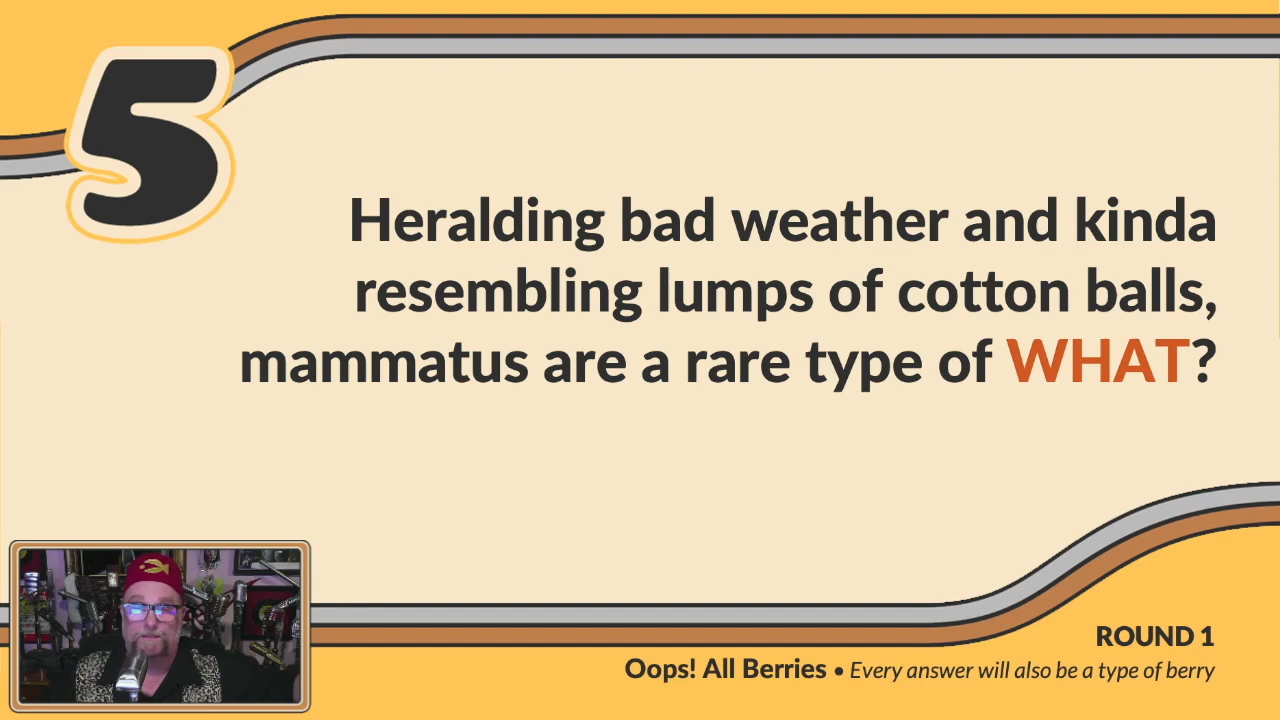 5
Heralding bad weather and kinda
resembling lumps of cotton balls,
mammatus are a rare type of WHAT?
ROUND 1
Oops! All Berries • Every answer will also be a type of berry